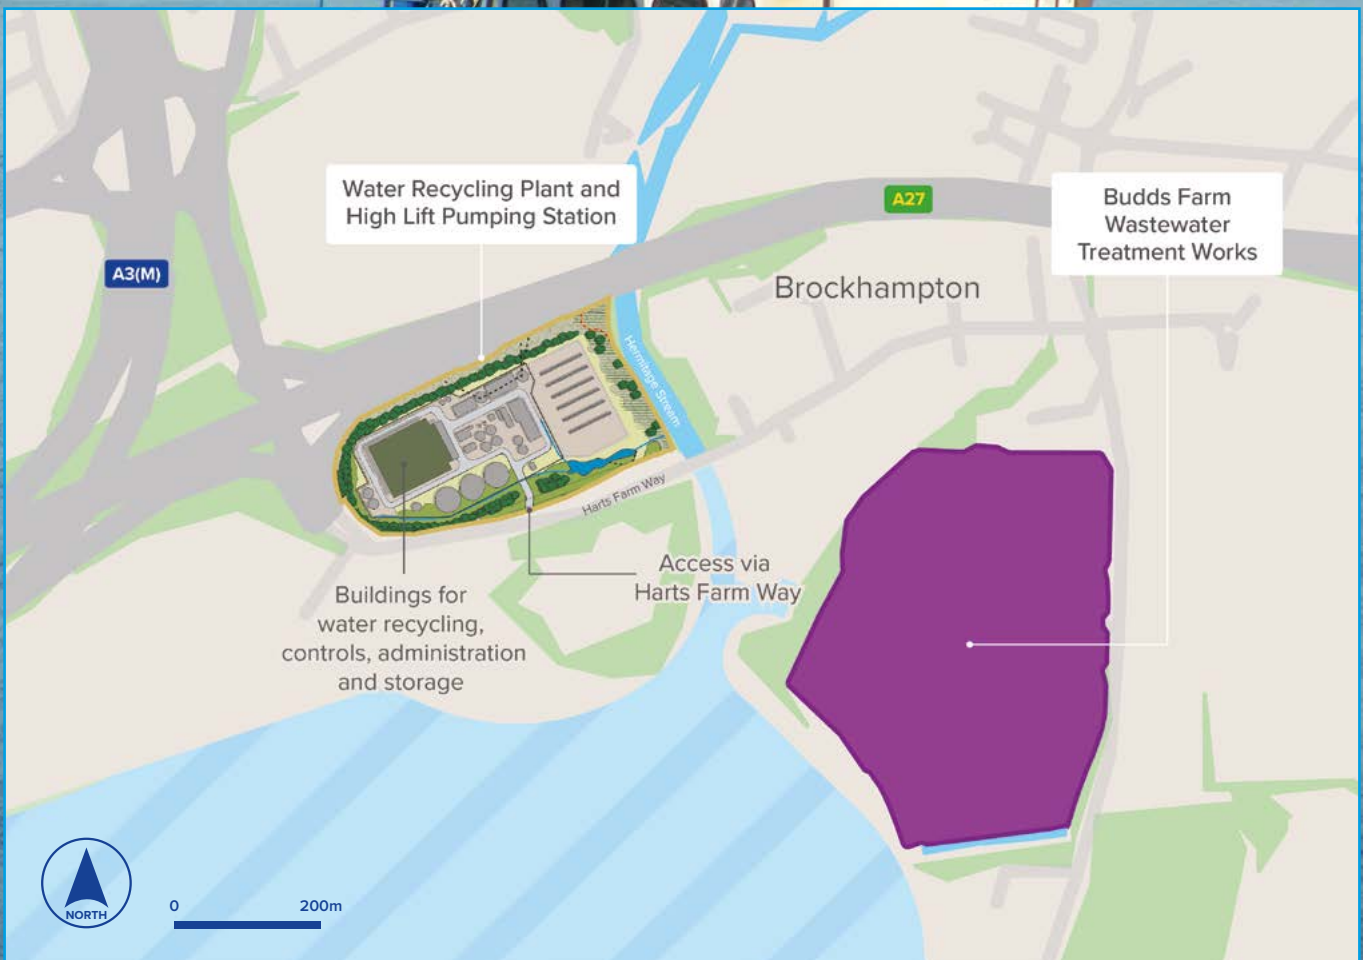 Water Recycling Plant and
High Lift Pumping Station
A27
Budds Farm
Wastewater
Treatment Works
A3(M)
Brockhampton
Hermitage Stream
Harts Farm Way
Access via
Harts Farm Way
Buildings for
water recycling,
controls, administration
and storage
NORTH
0
200m